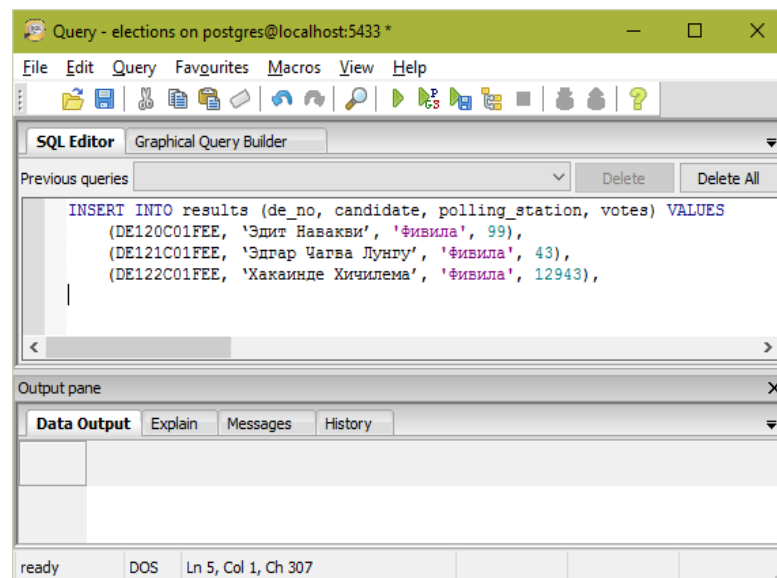 Query - elections on postgres@localhost:5433 *
File Edit Query Favourites Macros View Help
SQL Editor Graphical Query Builder
Previous queries Delete Delete All
INSERT INTO results (de_no, candidate, polling_station, votes) VALUES
(DE120C01FEE, ‘Эдит Навакви’, 'Фивила', 99),
(DE121C01FEE, ‘Эдгар Чагва Лунгу’, 'Фивила', 43),
(DE122C01FEE, ‘Хакаинде Хичилема’, 'Фивила', 12943),
Output pane
Data Output Explain Messages History
ready DOS Ln 5, Col 1, Ch 307